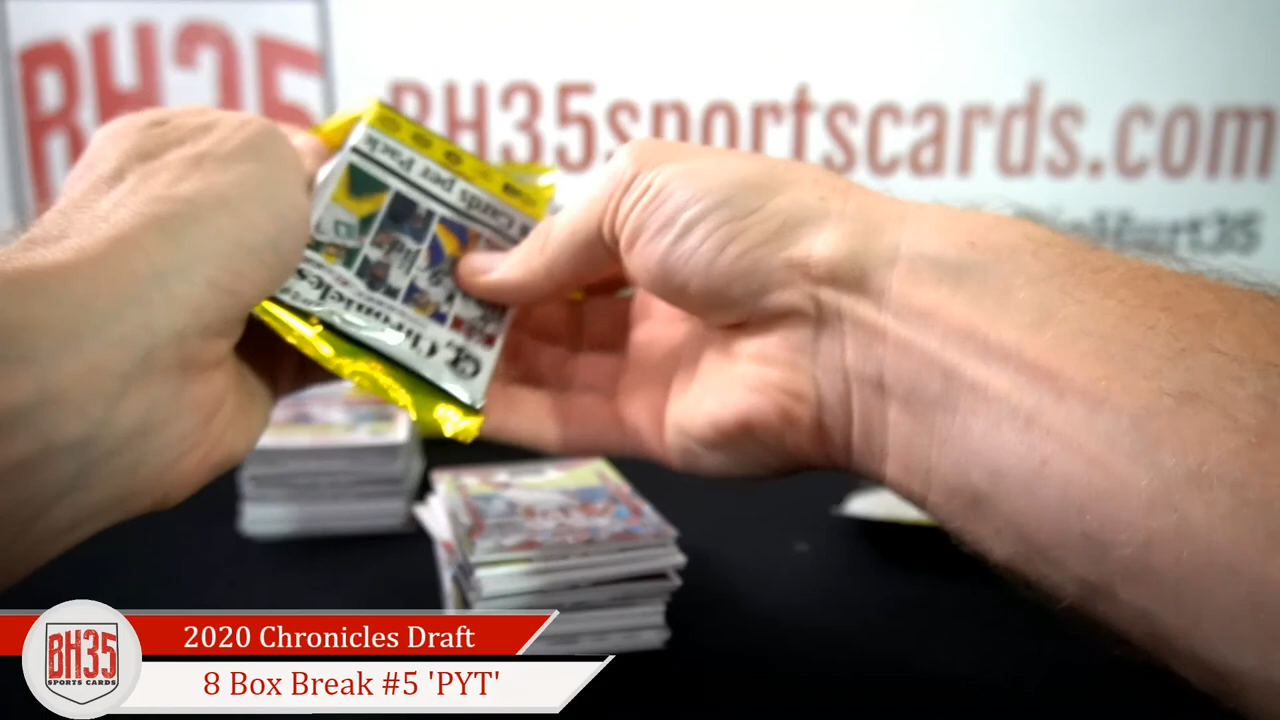 BH35
BH35sportscards.com
Cards per Pack
Chronicles
BH35
SPORTS CARDS
2020 Chronicles Draft
8 Box Break #5 'PYT'